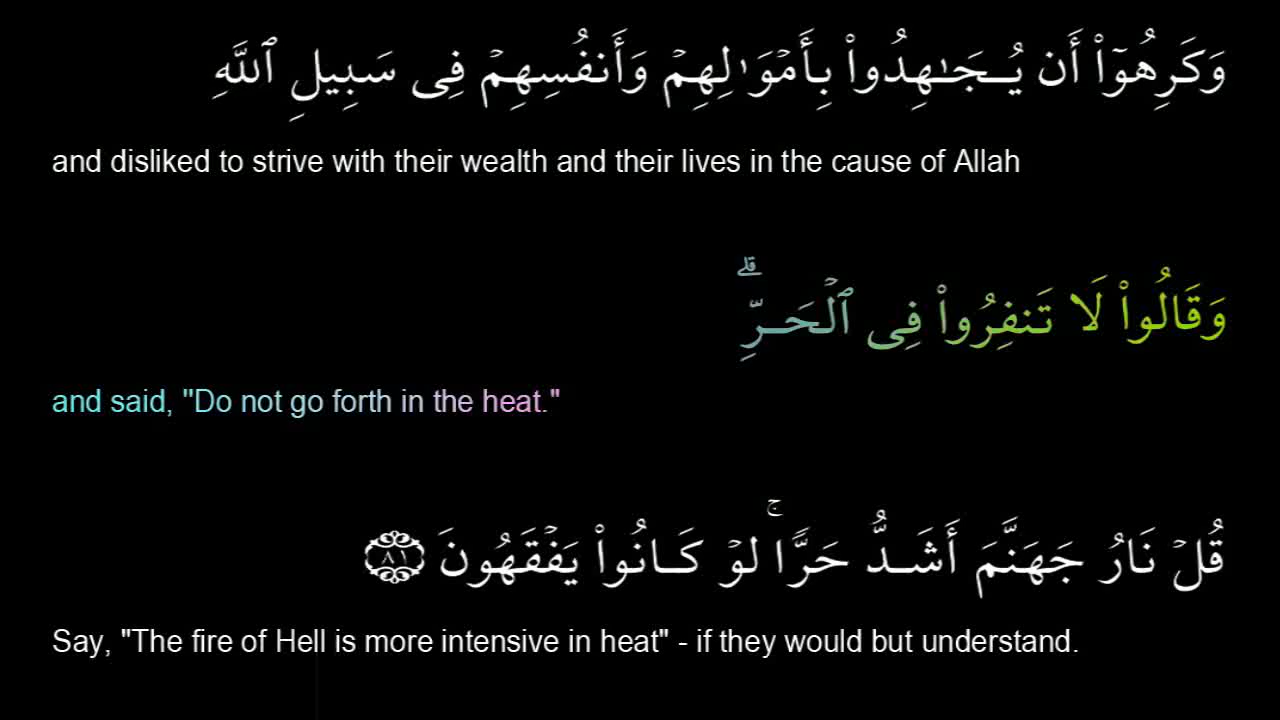 وَكَرِهُوٓا۟ أَن يُجَـٰهِدُوا۟ بِأَمْوَٰلِهِمْ وَأَنفُسِهِمْ فِى سَبِيلِ ٱللَّهِ
and disliked to strive with their wealth and their lives in the cause of Allah
وَقَالُوا۟ لَا تَنفِرُوا۟ فِى ٱلْحَرِّ ۗ
and said, "Do not go forth in the heat."
قُلْ نَارُ جَهَنَّمَ أَشَدُّ حَرًّا ۚ لَّوْ كَانُوا۟ يَفْقَهُونَ ٨١
Say, "The fire of Hell is more intensive in heat" - if they would but understand.